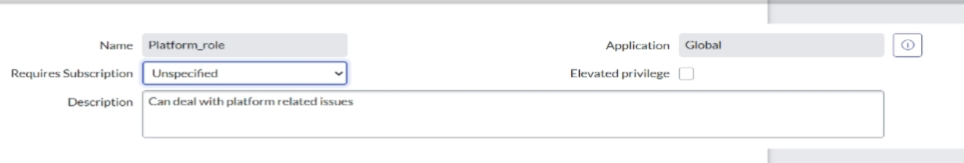 Name Platform_role Application Global
Requires Subscription Unspecified Elevated privilege
Description Can deal with platform related issues